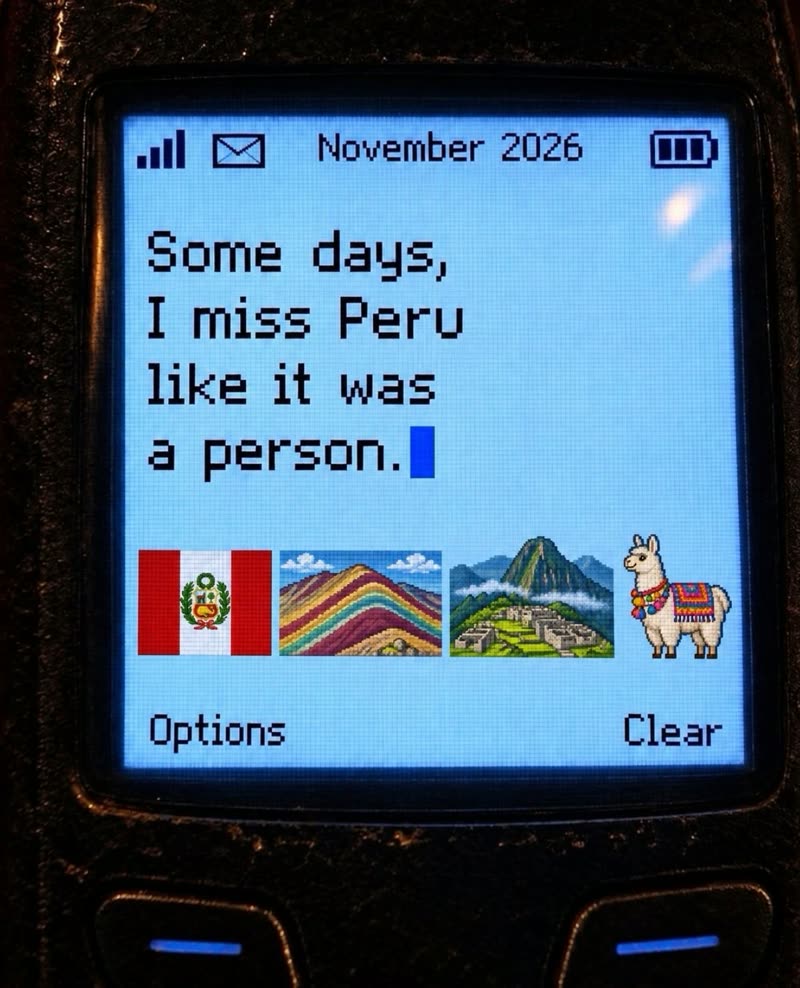 November 2026
Some days,
I miss Peru
like it was
a person.
Options
Clear